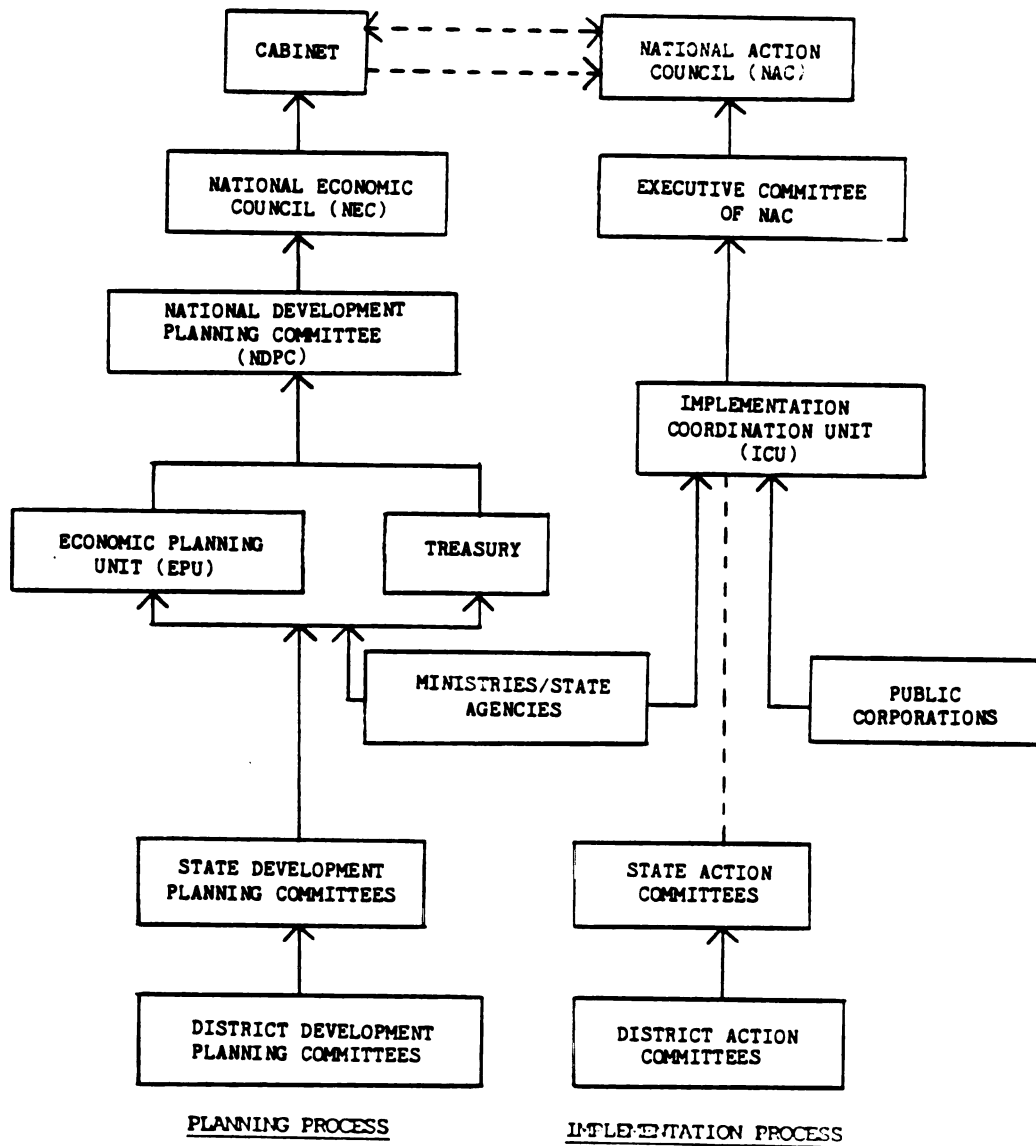 CABINET
NATIONAL ACTION
COUNCIL (NAC)
NATIONAL ECONOMIC
COUNCIL (NEC)
EXECUTIVE COMMITTEE
OF NAC
NATIONAL DEVELOPMENT
PLANNING COMMITTEE
(NDPC)
IMPLEMENTATION
COORDINATION UNIT
(ICU)
ECONOMIC PLANNING
UNIT (EPU)
TREASURY
MINISTRIES/STATE
AGENCIES
PUBLIC
CORPORATIONS
STATE DEVELOPMENT
PLANNING COMMITTEES
STATE ACTION
COMMITTEES
DISTRICT DEVELOPMENT
PLANNING COMMITTEES
DISTRICT ACTION
COMMITTEES
PLANNING PROCESS
IMPLEMENTATION PROCESS